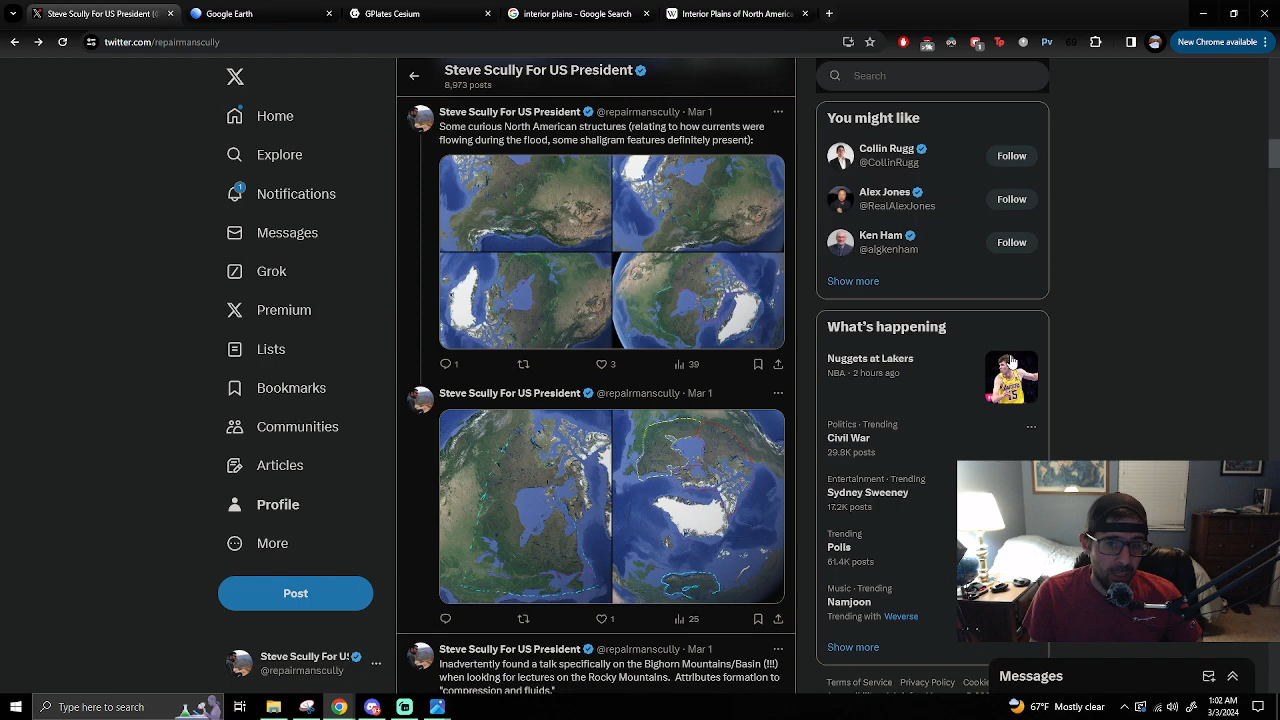 Steve Scully For US President (@
Google Earth
GPlates Cesium
interior plains - Google Search
Interior Plains of North America
twitter.com/repairmanscully
New Chrome available
Home
Explore
1
Notifications
Messages
Grok
Premium
Lists
Bookmarks
Communities
Articles
Profile
More
Post
Steve Scully For US
@repairmanscully
Steve Scully For US President
8,973 posts
Steve Scully For US President @repairmanscully · Mar 1
Some curious North American structures (relating to how currents were
flowing during the flood, some shaligram features definitely present):
1 3 39
Steve Scully For US President @repairmanscully · Mar 1
1 25
Steve Scully For US President @repairmanscully · Mar 1
Inadvertently found a talk specifically on the Bighorn Mountains/Basin (!!!)
when looking for lectures on the Rocky Mountains. Attributes formation to
"compression and fluids."
Search
You might like
Collin Rugg
@CollinRugg
Follow
Alex Jones
@RealAlexJones
Follow
Ken Ham
@aigkenham
Follow
Show more
What's happening
Nuggets at Lakers
NBA · 2 hours ago
Politics · Trending
Civil War
29.8K posts
Entertainment · Trending
Sydney Sweeney
17.2K posts
Trending
Polls
61.4K posts
Music · Trending
Namjoon
Trending with Weverse
Show more
Terms of Service Privacy Policy Cookie
Messages
Type here to search
67°F Mostly clear
1:02 AM
3/3/2024